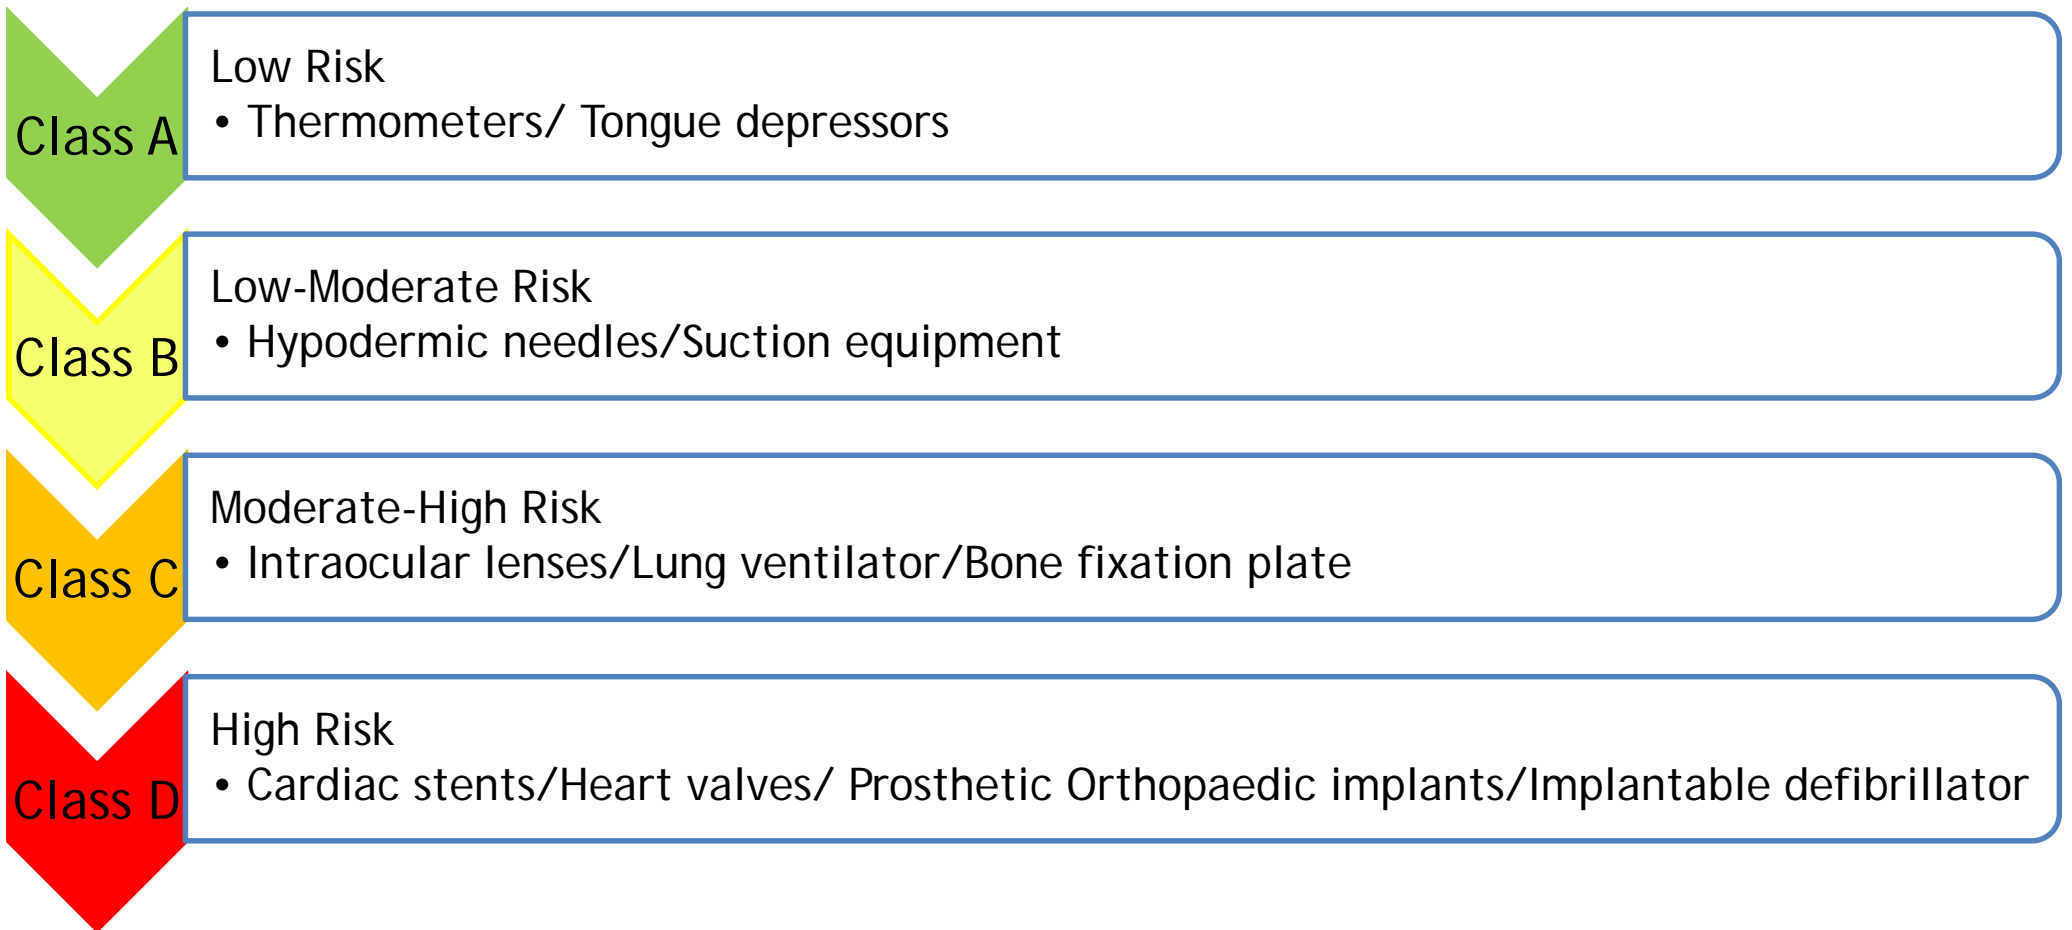 Class A
Low Risk
• Thermometers/ Tongue depressors
Class B
Low-Moderate Risk
• Hypodermic needles/Suction equipment
Class C
Moderate-High Risk
• Intraocular lenses/Lung ventilator/Bone fixation plate
Class D
High Risk
• Cardiac stents/Heart valves/ Prosthetic Orthopaedic implants/Implantable defibrillator